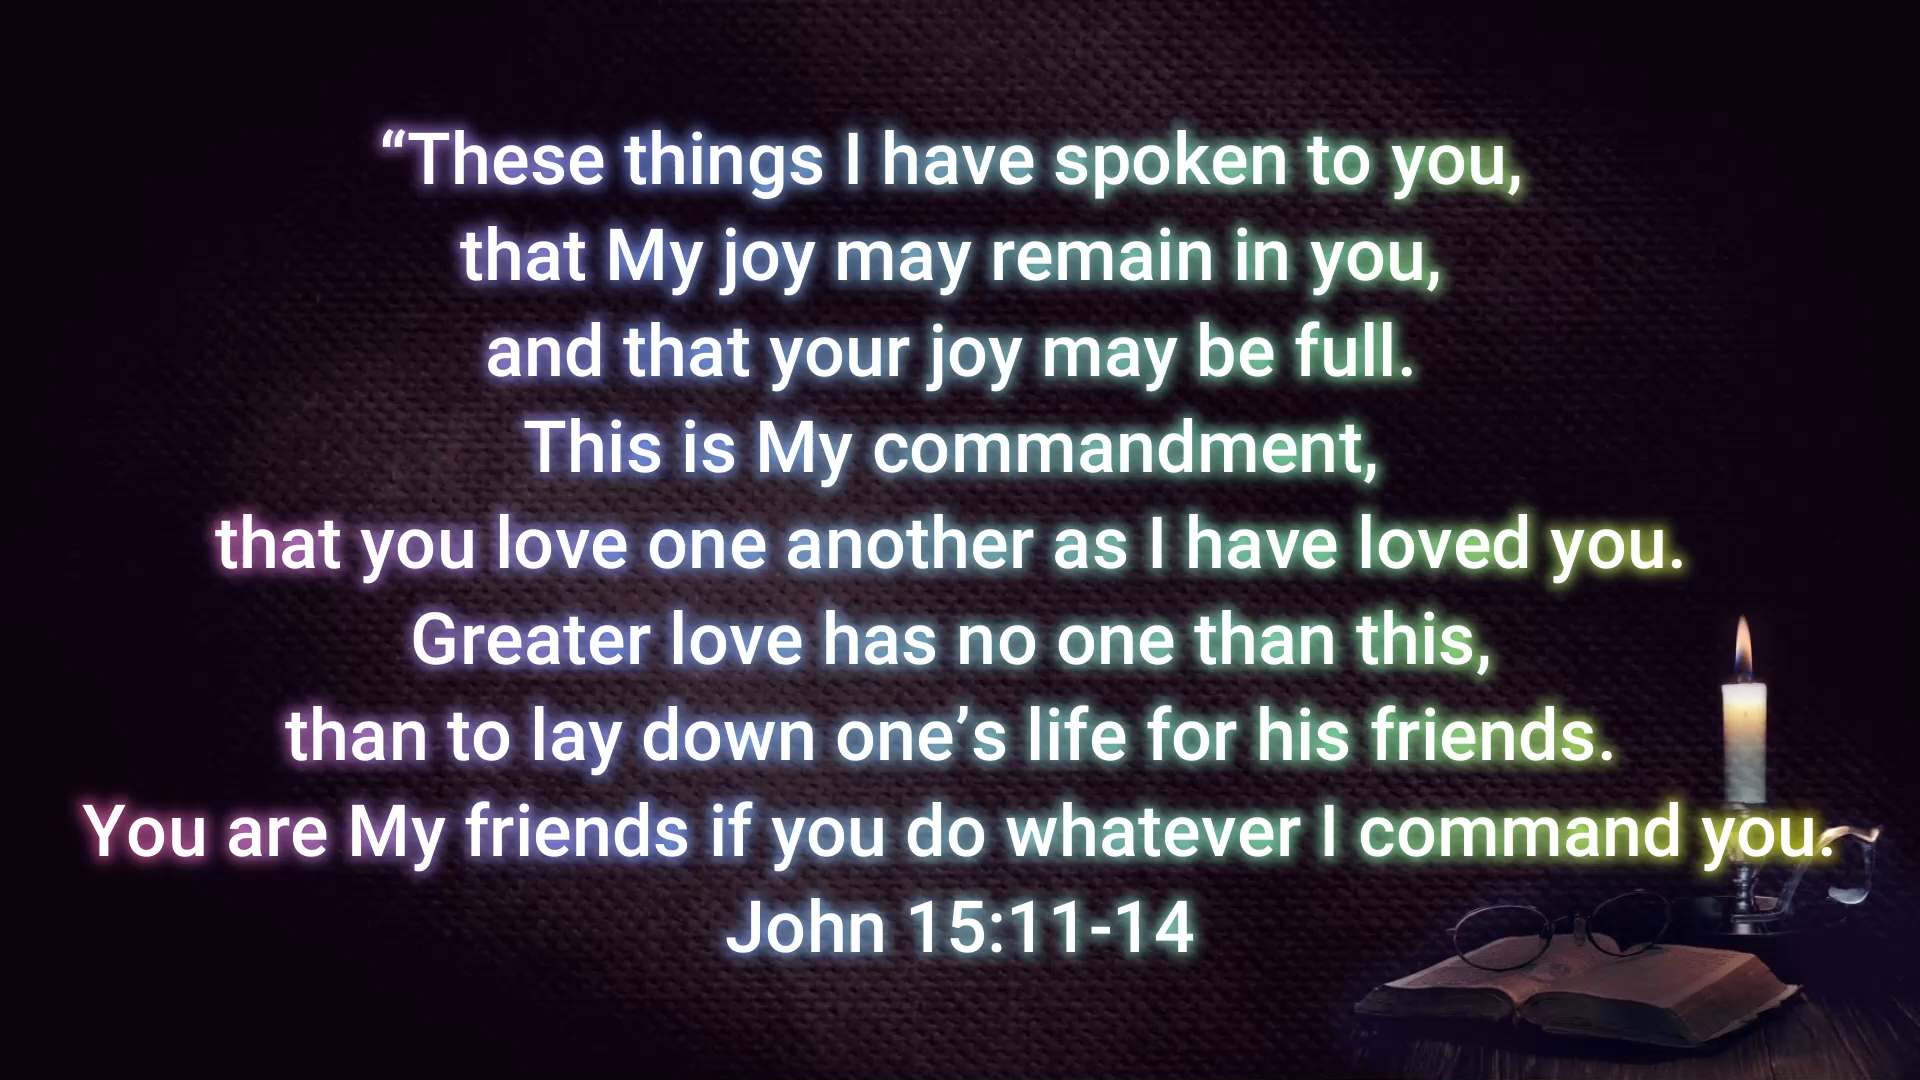 “These things I have spoken to you,
that My joy may remain in you,
and that your joy may be full.
This is My commandment,
that you love one another as I have loved you.
Greater love has no one than this,
than to lay down one’s life for his friends.
You are My friends if you do whatever I command you.
John 15:11-14